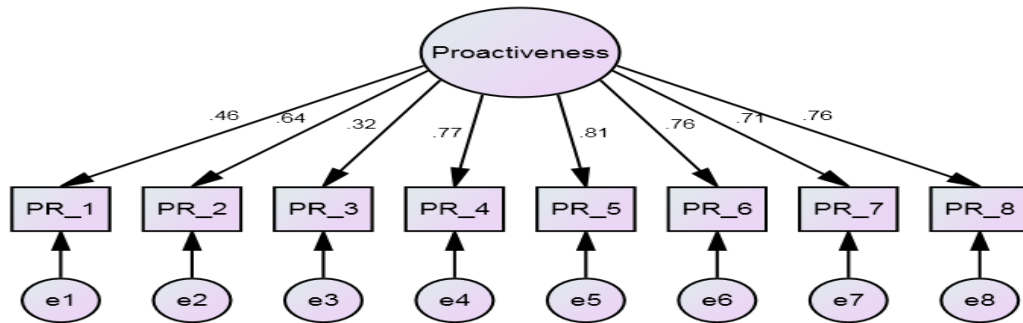 Proactiveness
.46 .64 .32 .77 .81 .76 .71 .76
PR_1 PR_2 PR_3 PR_4 PR_5 PR_6 PR_7 PR_8
e1 e2 e3 e4 e5 e6 e7 e8